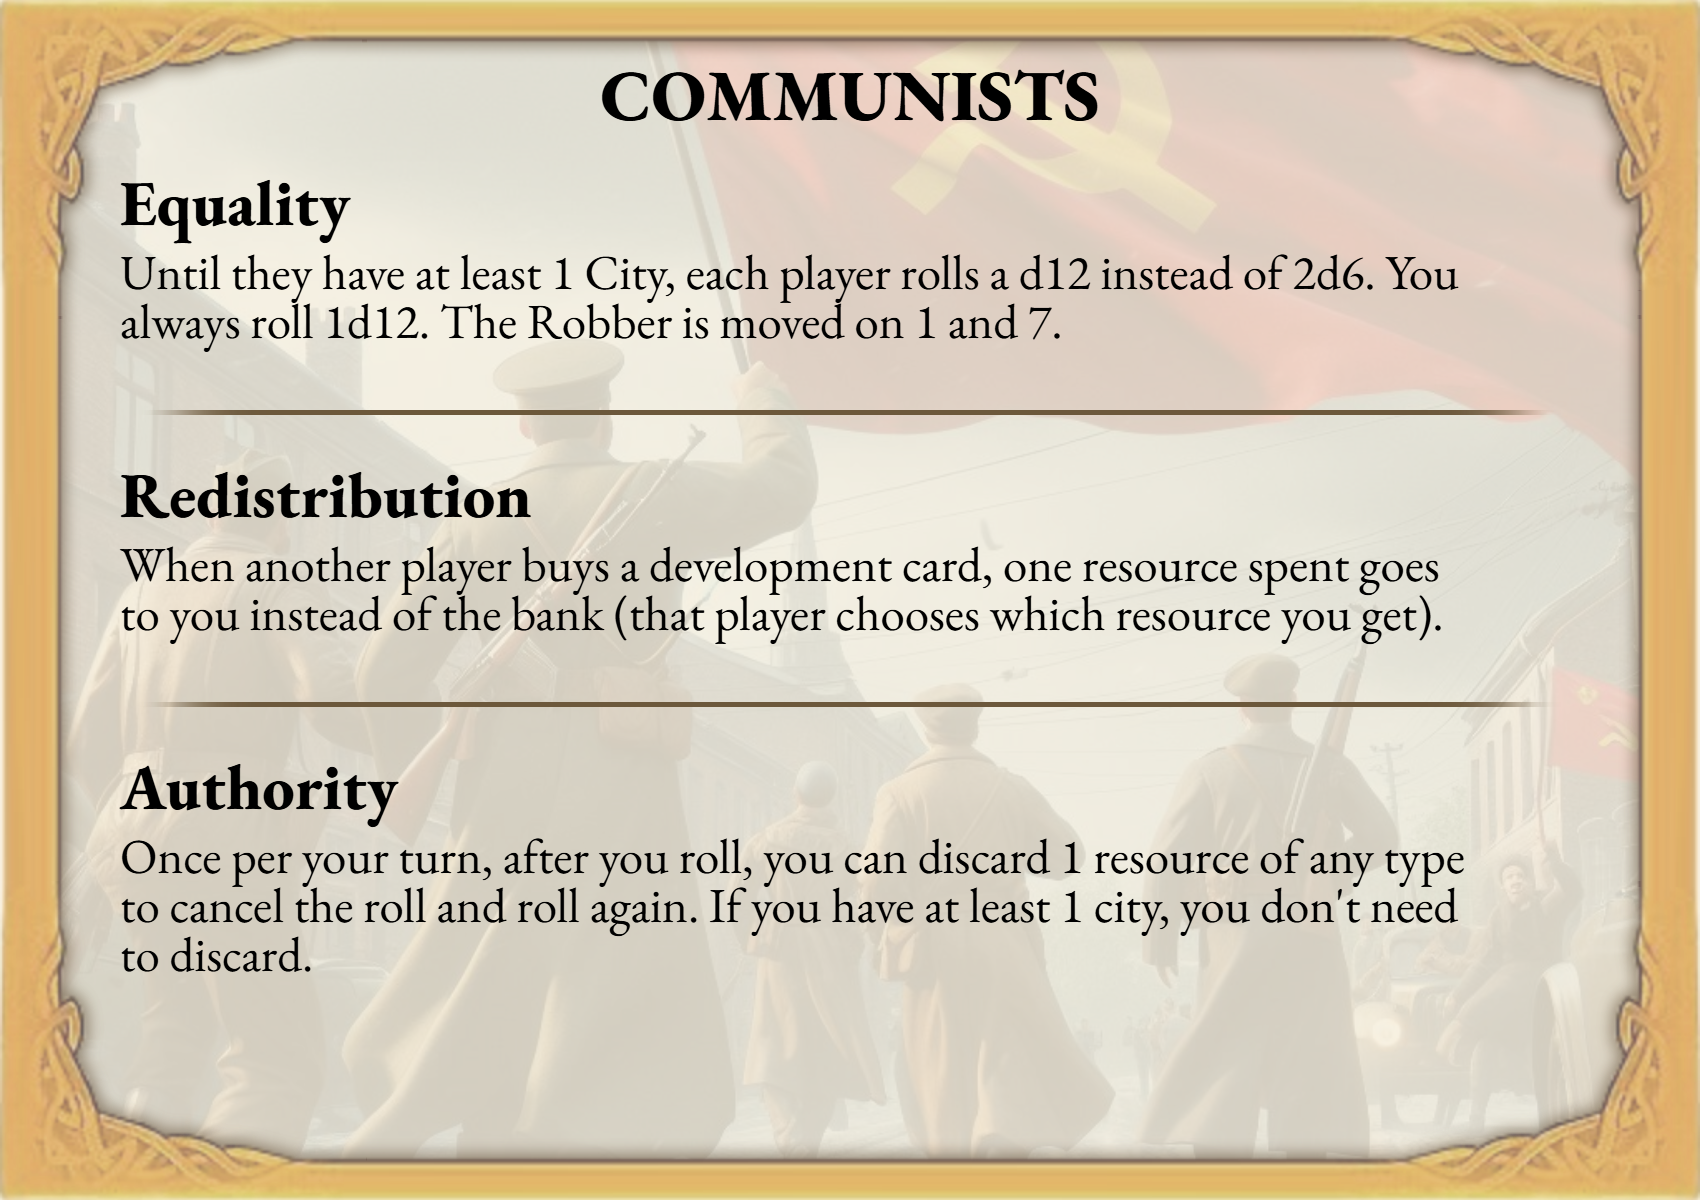 COMMUNISTS
Equality
Until they have at least 1 City, each player rolls a d12 instead of 2d6. You
always roll 1d12. The Robber is moved on 1 and 7.
Redistribution
When another player buys a development card, one resource spent goes
to you instead of the bank (that player chooses which resource you get).
Authority
Once per your turn, after you roll, you can discard 1 resource of any type
to cancel the roll and roll again. If you have at least 1 city, you don't need
to discard.